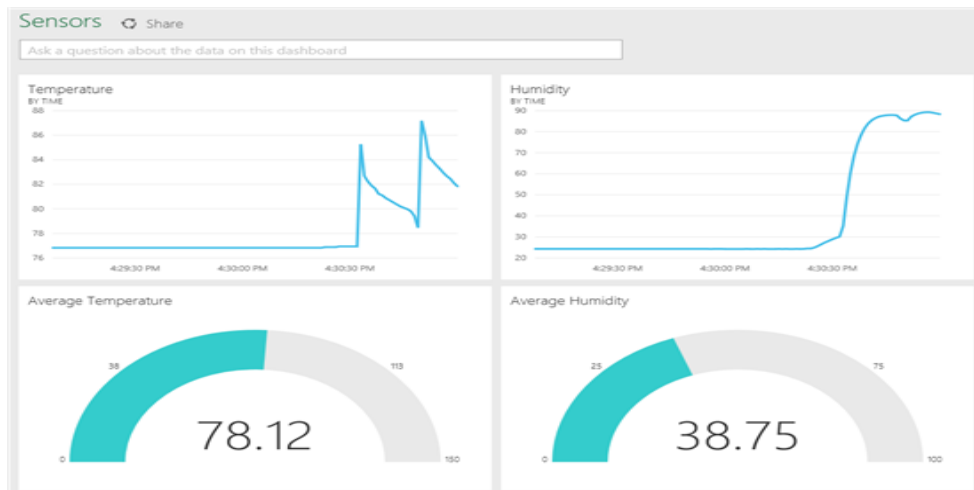 Sensors Share
Ask a question about the data on this dashboard
Temperature
BY TIME
88
86
84
82
80
78
76
4:29:30 PM 4:30:00 PM 4:30:30 PM
Humidity
BY TIME
90
80
70
60
50
40
30
20
4:29:30 PM 4:30:00 PM 4:30:30 PM
Average Temperature
38 113
78.12
0 150
Average Humidity
25 75
38.75
0 100